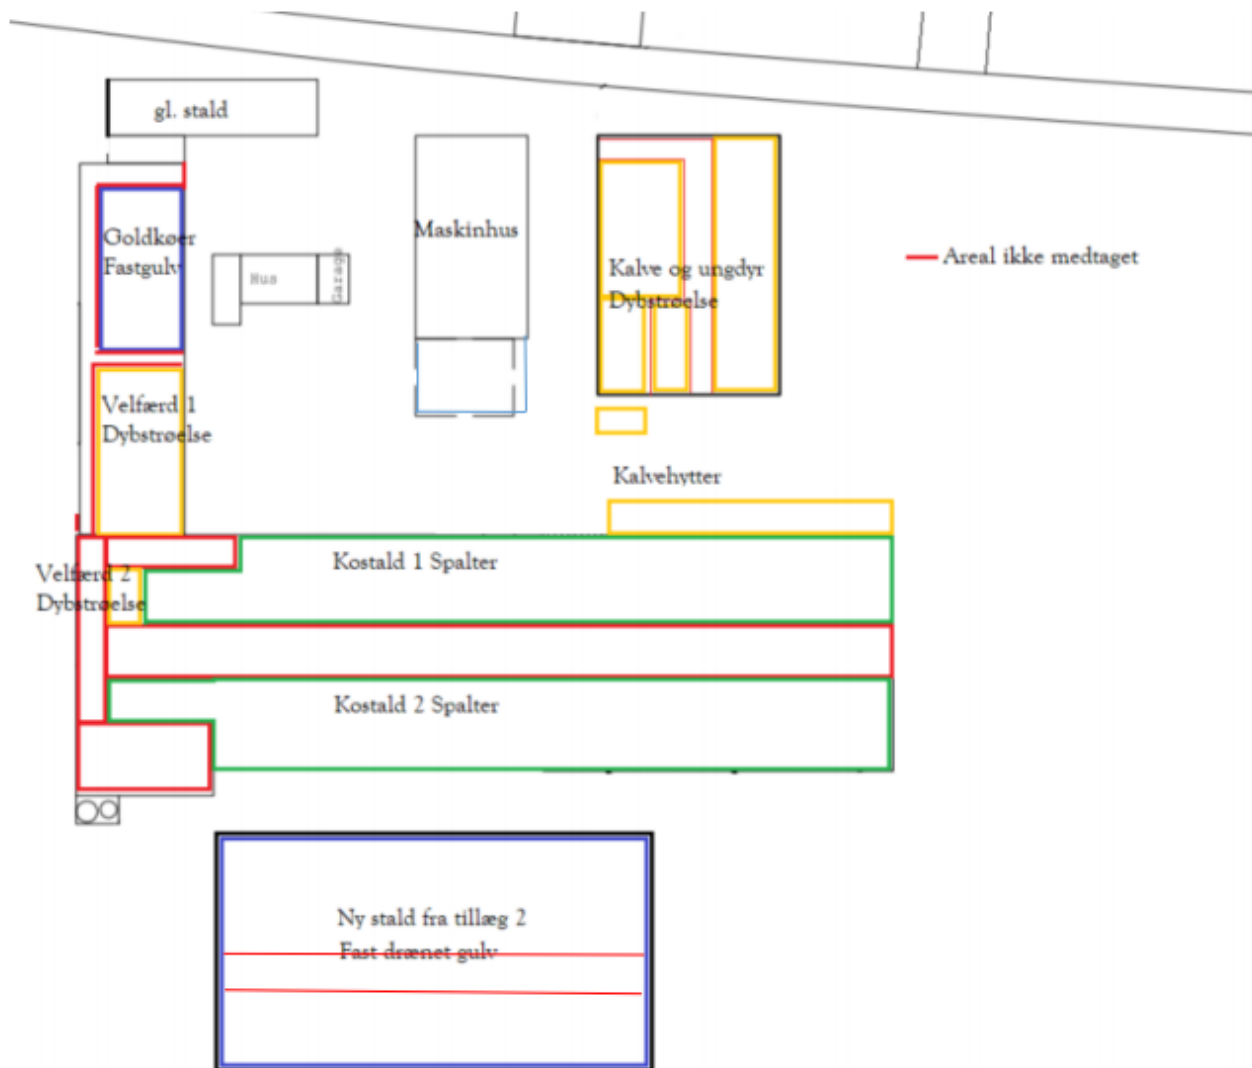 gl. stald
Goldkøer
Fastgulv
Hus
Garage
Maskinhus
Kalve og ungdyr
Dybstrøelse
Areal ikke medtaget
Velfærd 1
Dybstrøelse
Kalvehytter
Velfærd 2
Dybstrøelse
Kostald 1 Spalter
Kostald 2 Spalter
Ny stald fra tillæg 2
Fast drænet gulv